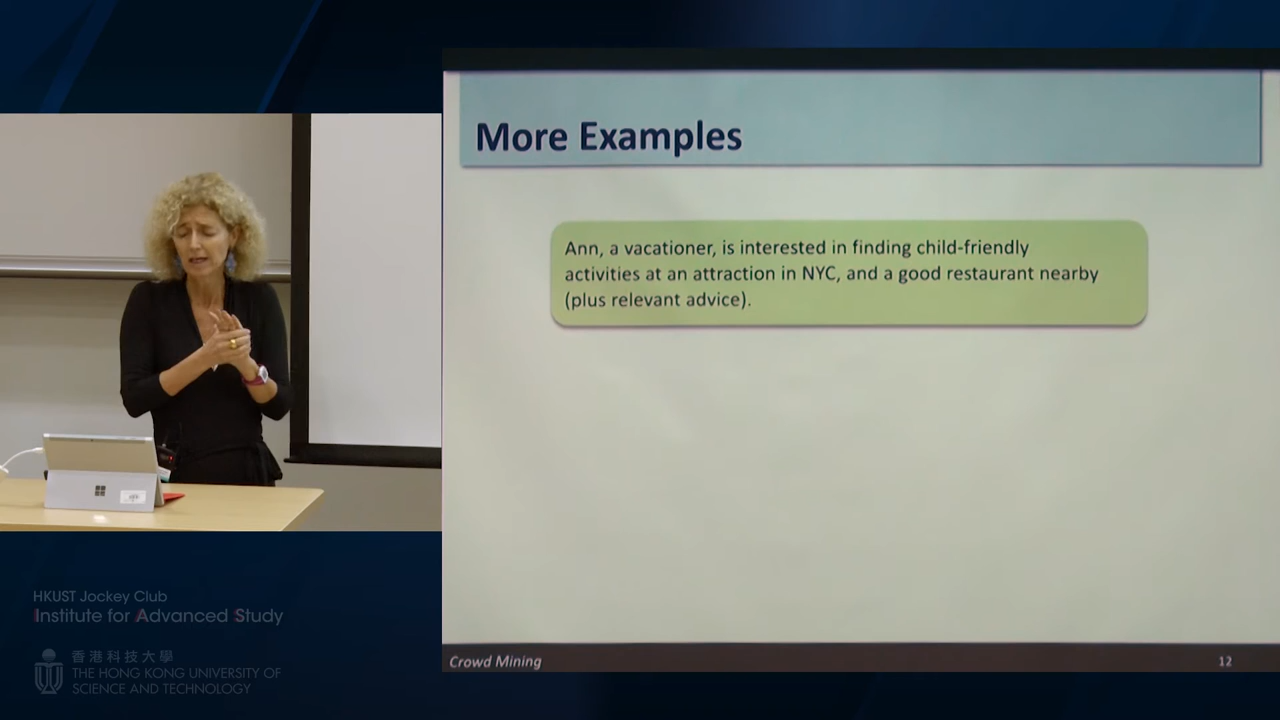 More Examples
Ann, a vacationer, is interested in finding child-friendly
activities at an attraction in NYC, and a good restaurant nearby
(plus relevant advice).
Crowd Mining
12
HKUST Jockey Club
Institute for Advanced Study
香港科技大學
THE HONG KONG UNIVERSITY OF
SCIENCE AND TECHNOLOGY